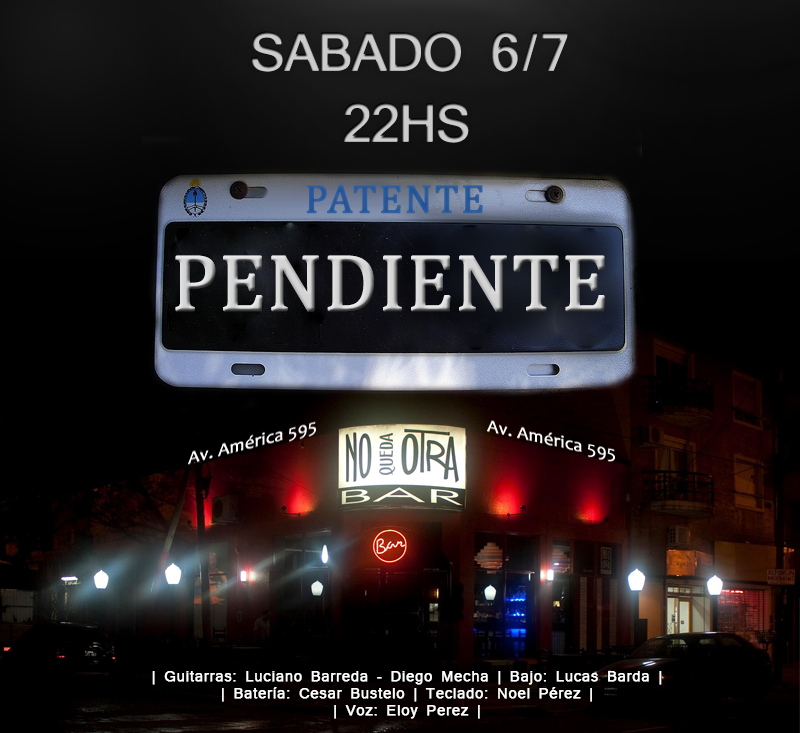 SABADO 6/7
22HS
PATENTE
PENDIENTE
Av. América 595
NO QUEDA OTRA
BAR
Av. América 595
Bar
| Guitarras: Luciano Barreda - Diego Mecha | Bajo: Lucas Barda |
| Batería: Cesar Bustelo | Teclado: Noel Pérez |
| Voz: Eloy Perez |